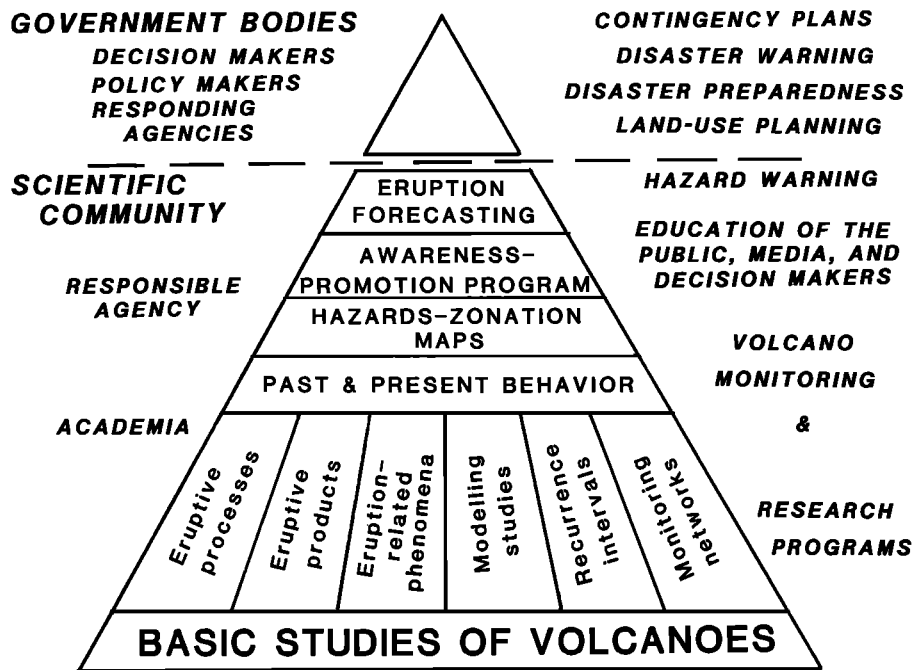 GOVERNMENT BODIES
DECISION MAKERS
POLICY MAKERS
RESPONDING
AGENCIES
CONTINGENCY PLANS
DISASTER WARNING
DISASTER PREPAREDNESS
LAND-USE PLANNING
SCIENTIFIC
COMMUNITY
RESPONSIBLE
AGENCY
ACADEMIA
ERUPTION
FORECASTING
AWARENESS-
PROMOTION PROGRAM
HAZARDS-ZONATION
MAPS
PAST & PRESENT BEHAVIOR
Eruptive
processes
Eruptive
products
Eruption-
related
phenomena
Modelling
studies
Recurrence
intervals
Monitoring
networks
BASIC STUDIES OF VOLCANOES
HAZARD WARNING
EDUCATION OF THE
PUBLIC, MEDIA, AND
DECISION MAKERS
VOLCANO
MONITORING
&
RESEARCH
PROGRAMS